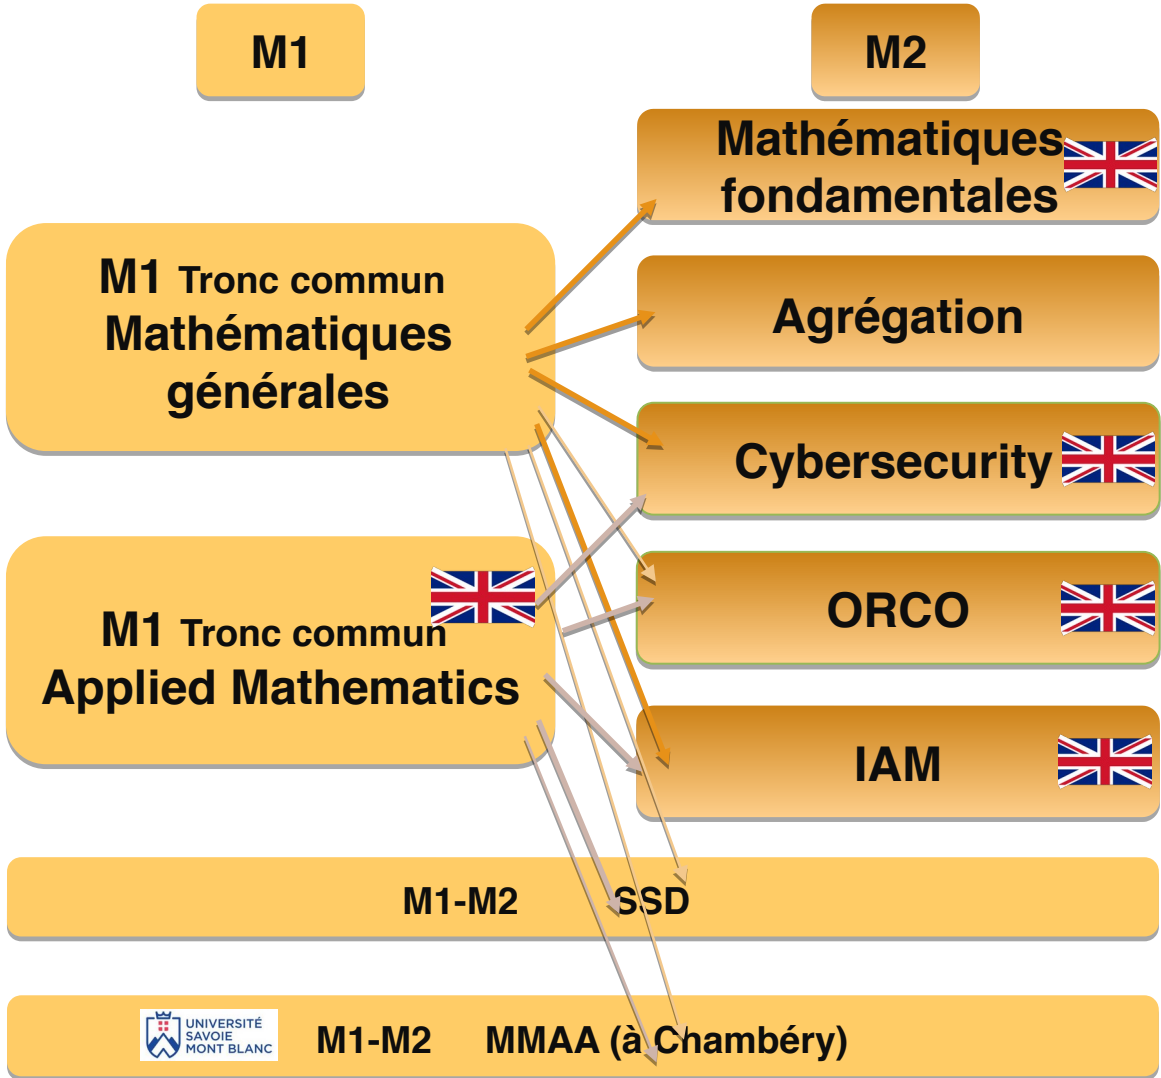 M1
M2
Mathématiques
fondamentales
M1 Tronc commun
Mathématiques
générales
Agrégation
Cybersecurity
M1 Tronc commun
Applied Mathematics
ORCO
IAM
M1-M2 SSD
UNIVERSITÉ
SAVOIE
MONT BLANC
M1-M2 MMAA (à Chambéry)